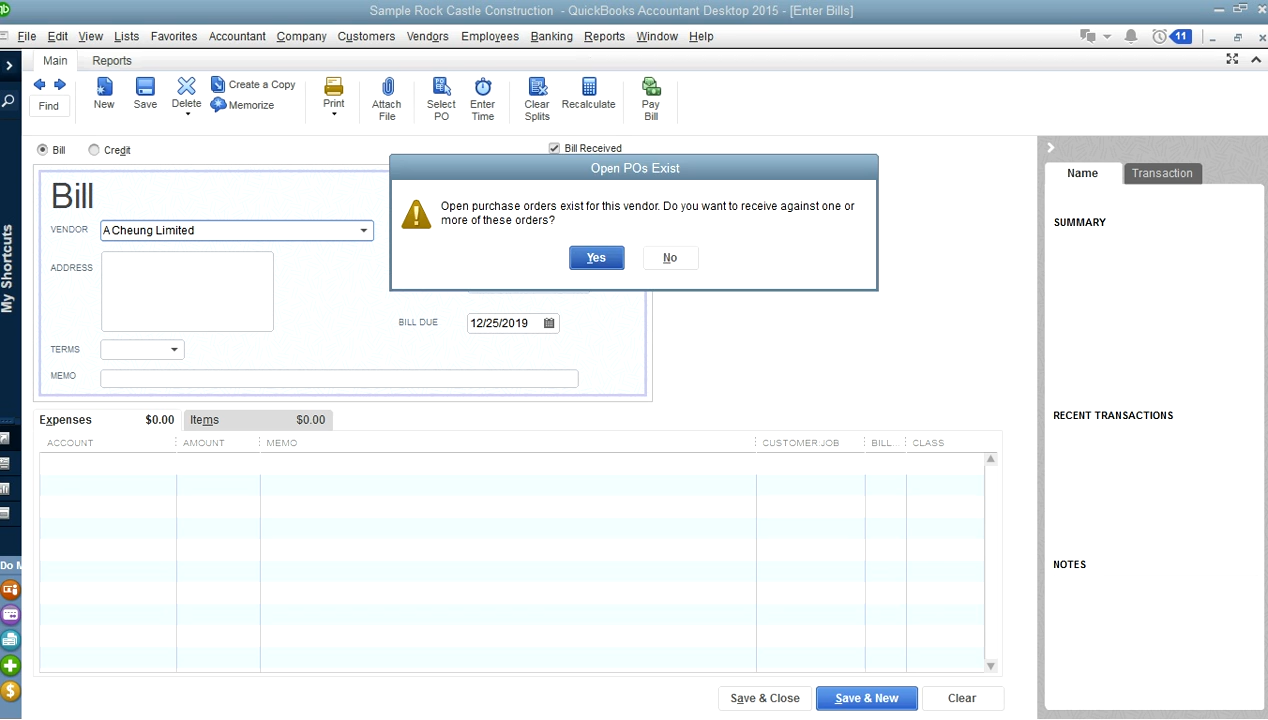 Sample Rock Castle Construction - QuickBooks Accountant Desktop 2015 - [Enter Bills]
File Edit View Lists Favorites Accountant Company Customers Vendors Employees Banking Reports Window Help 11
Main Reports
Find New Save Delete Create a Copy Memorize Print Attach File Select PO Enter Time Clear Splits Recalculate Pay Bill
Bill Credit Bill Received
Open POs Exist
Open purchase orders exist for this vendor. Do you want to receive against one or
more of these orders?
Yes No
Bill
VENDOR A Cheung Limited
ADDRESS
BILL DUE 12/25/2019
TERMS
MEMO
Expenses $0.00 Items $0.00
ACCOUNT AMOUNT MEMO CUSTOMER:JOB BILL... CLASS
Save & Close Save & New Clear
Name Transaction
SUMMARY
RECENT TRANSACTIONS
NOTES
My Shortcuts
Do M